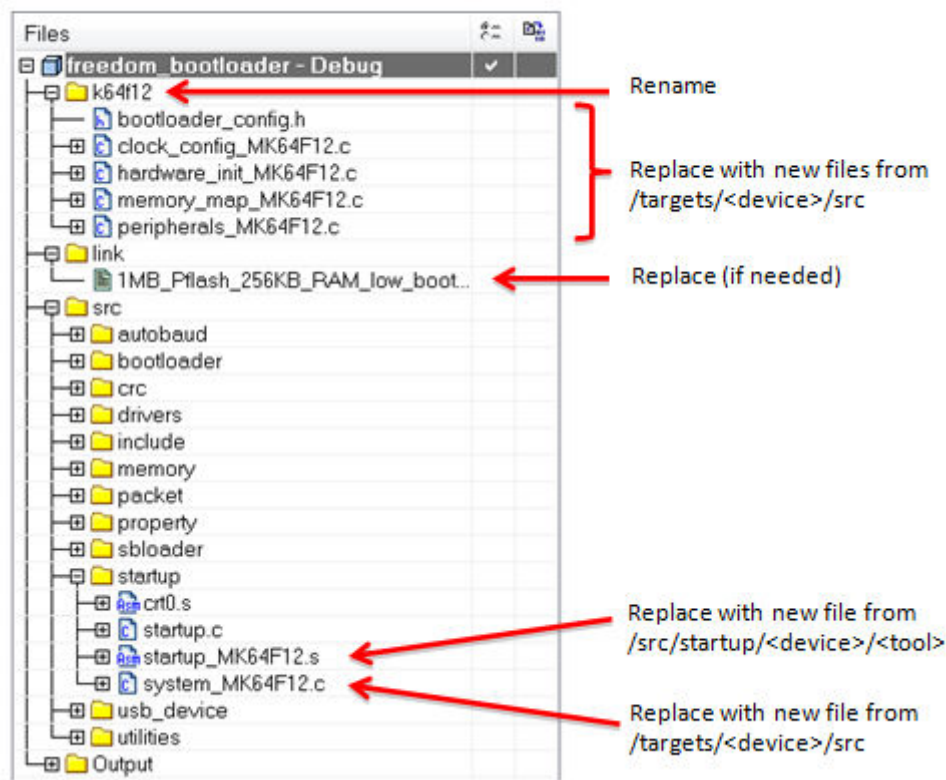 Files
freedom_bootloader - Debug
k64f12
Rename
bootloader_config.h
clock_config_MK64F12.c
hardware_init_MK64F12.c
Replace with new files from
/targets/<device>/src
memory_map_MK64F12.c
peripherals_MK64F12.c
link
1MB_Pflash_256KB_RAM_low_boot...
Replace (if needed)
src
autobaud
bootloader
crc
drivers
include
memory
packet
property
sbloader
startup
crt0.s
startup.c
Replace with new file from
/src/startup/<device>/<tool>
startup_MK64F12.s
system_MK64F12.c
usb_device
Replace with new file from
/targets/<device>/src
utilities
Output